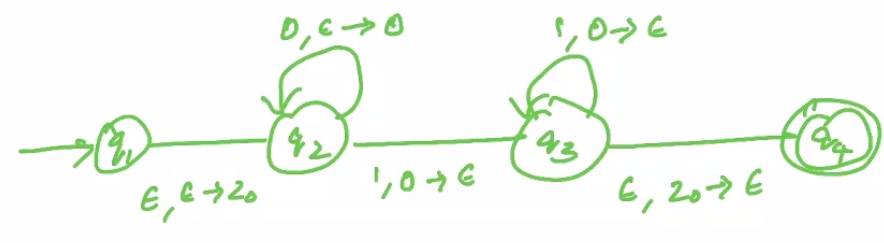 0, ϵ → 0
1, 0 → ϵ
q1
q2
q3
q4
ϵ, ϵ → z0
1, 0 → ϵ
ϵ, z0 → ϵ